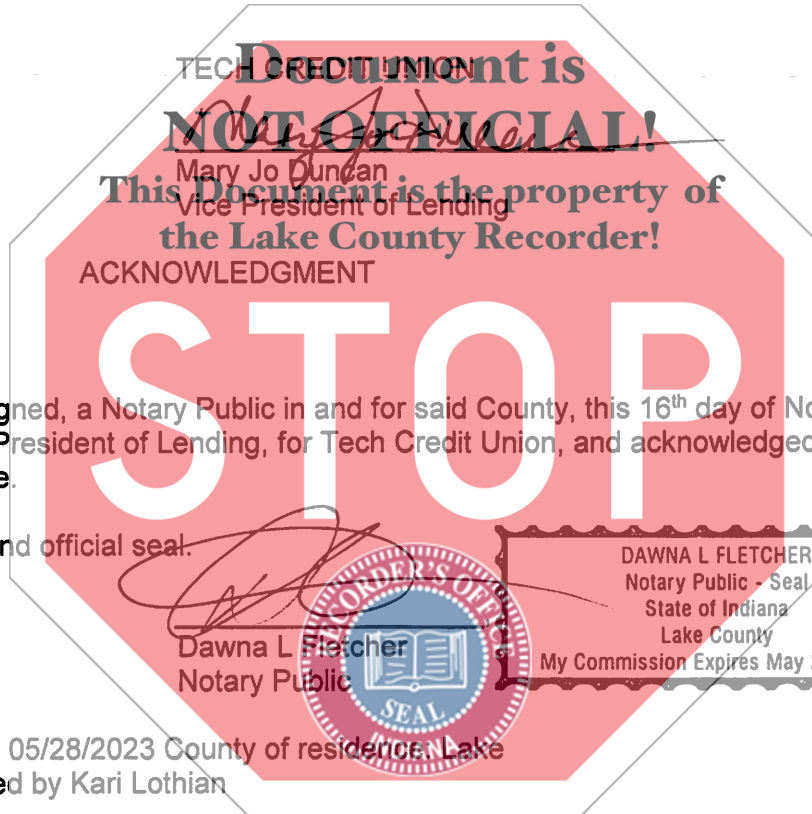 TECH CREDIT UNION
Document is
NOT OFFICIAL!
Mary Jo Duncan
This Document is the property of
Vice President of Lending
the Lake County Recorder!
ACKNOWLEDGMENT
STOP
gned, a Notary Public in and for said County, this 16th day of No
President of Lending, for Tech Credit Union, and acknowledged
e.
nd official seal.
DAWNA L FLETCHER
Notary Public - Seal
State of Indiana
Lake County
My Commission Expires May
Dawna L Fletcher
Notary Public
RECORDER'S OFFICE
SEAL
INDIANA
05/28/2023 County of residence: Lake
ed by Kari Lothian